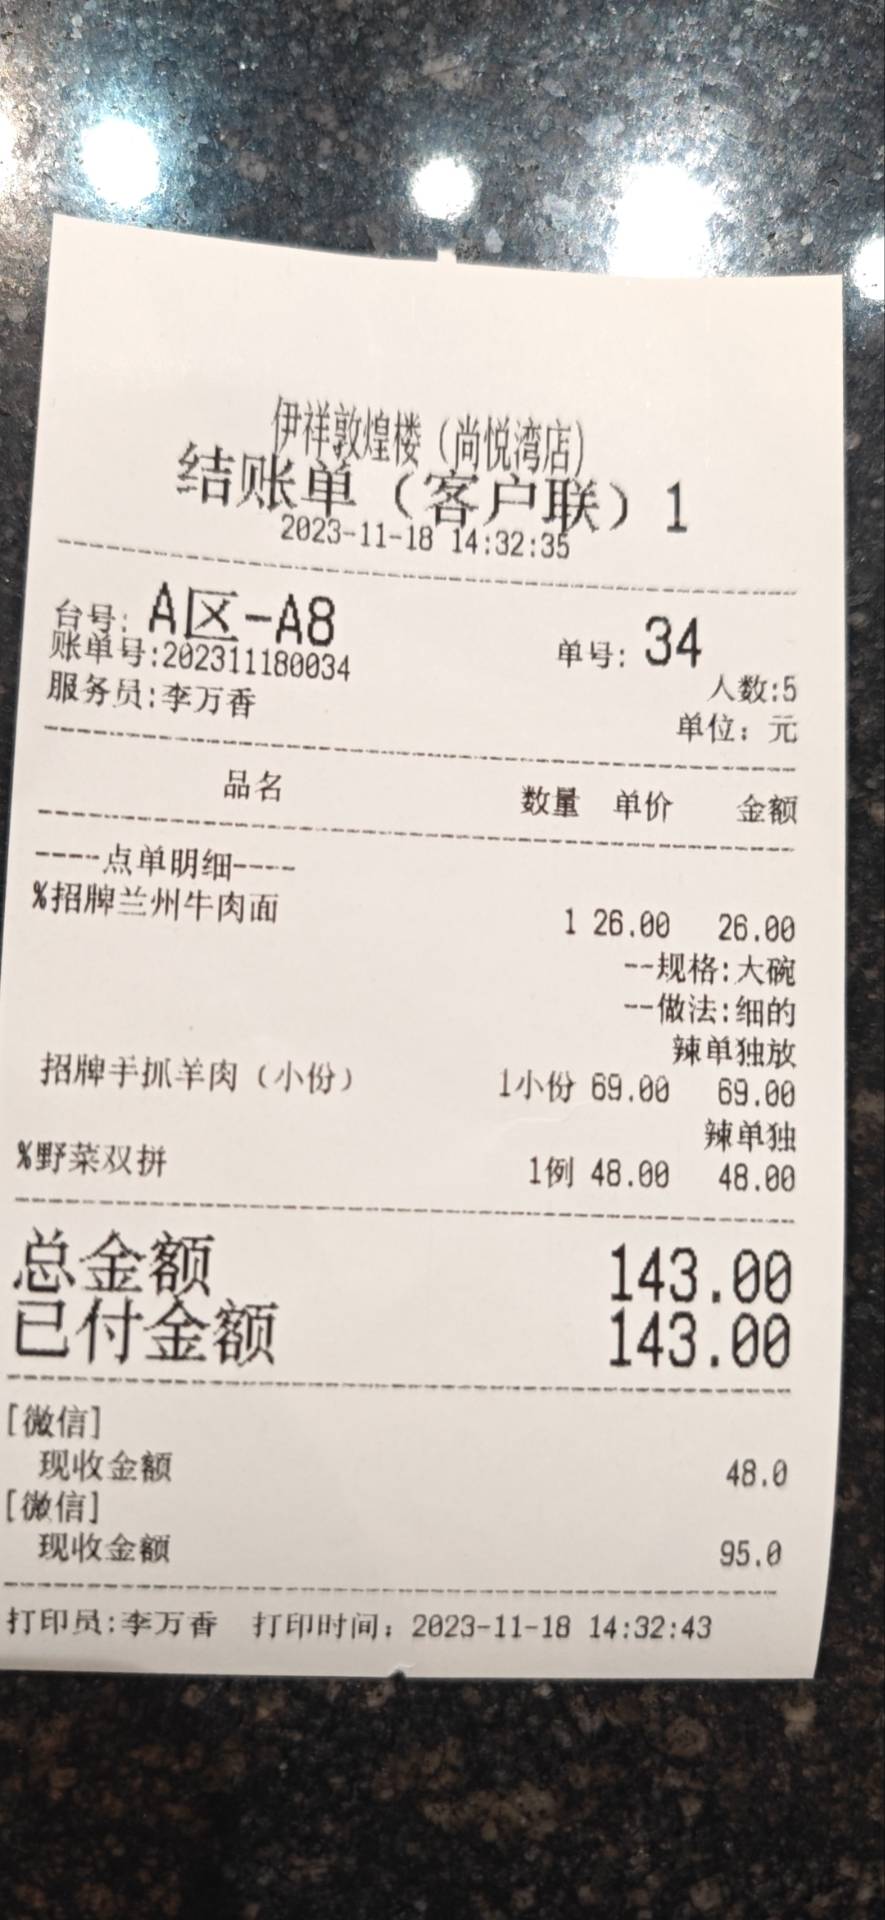 伊祥敦煌楼（尚悦湾店）
结账单（客户联）1
2023-11-18 14:32:35
台号: A区-A8 单号: 34
账单号:202311180034 人数:5
服务员:李万香 单位: 元
品名 数量 单价 金额
----点单明细----
%招牌兰州牛肉面 1 26.00 26.00
--规格:大碗
--做法:细的
辣单独放
招牌手抓羊肉（小份） 1小份 69.00 69.00
辣单独
%野菜双拼 1例 48.00 48.00
总金额 143.00
已付金额 143.00
[微信]
现收金额 48.0
[微信]
现收金额 95.0
打印员:李万香 打印时间: 2023-11-18 14:32:43